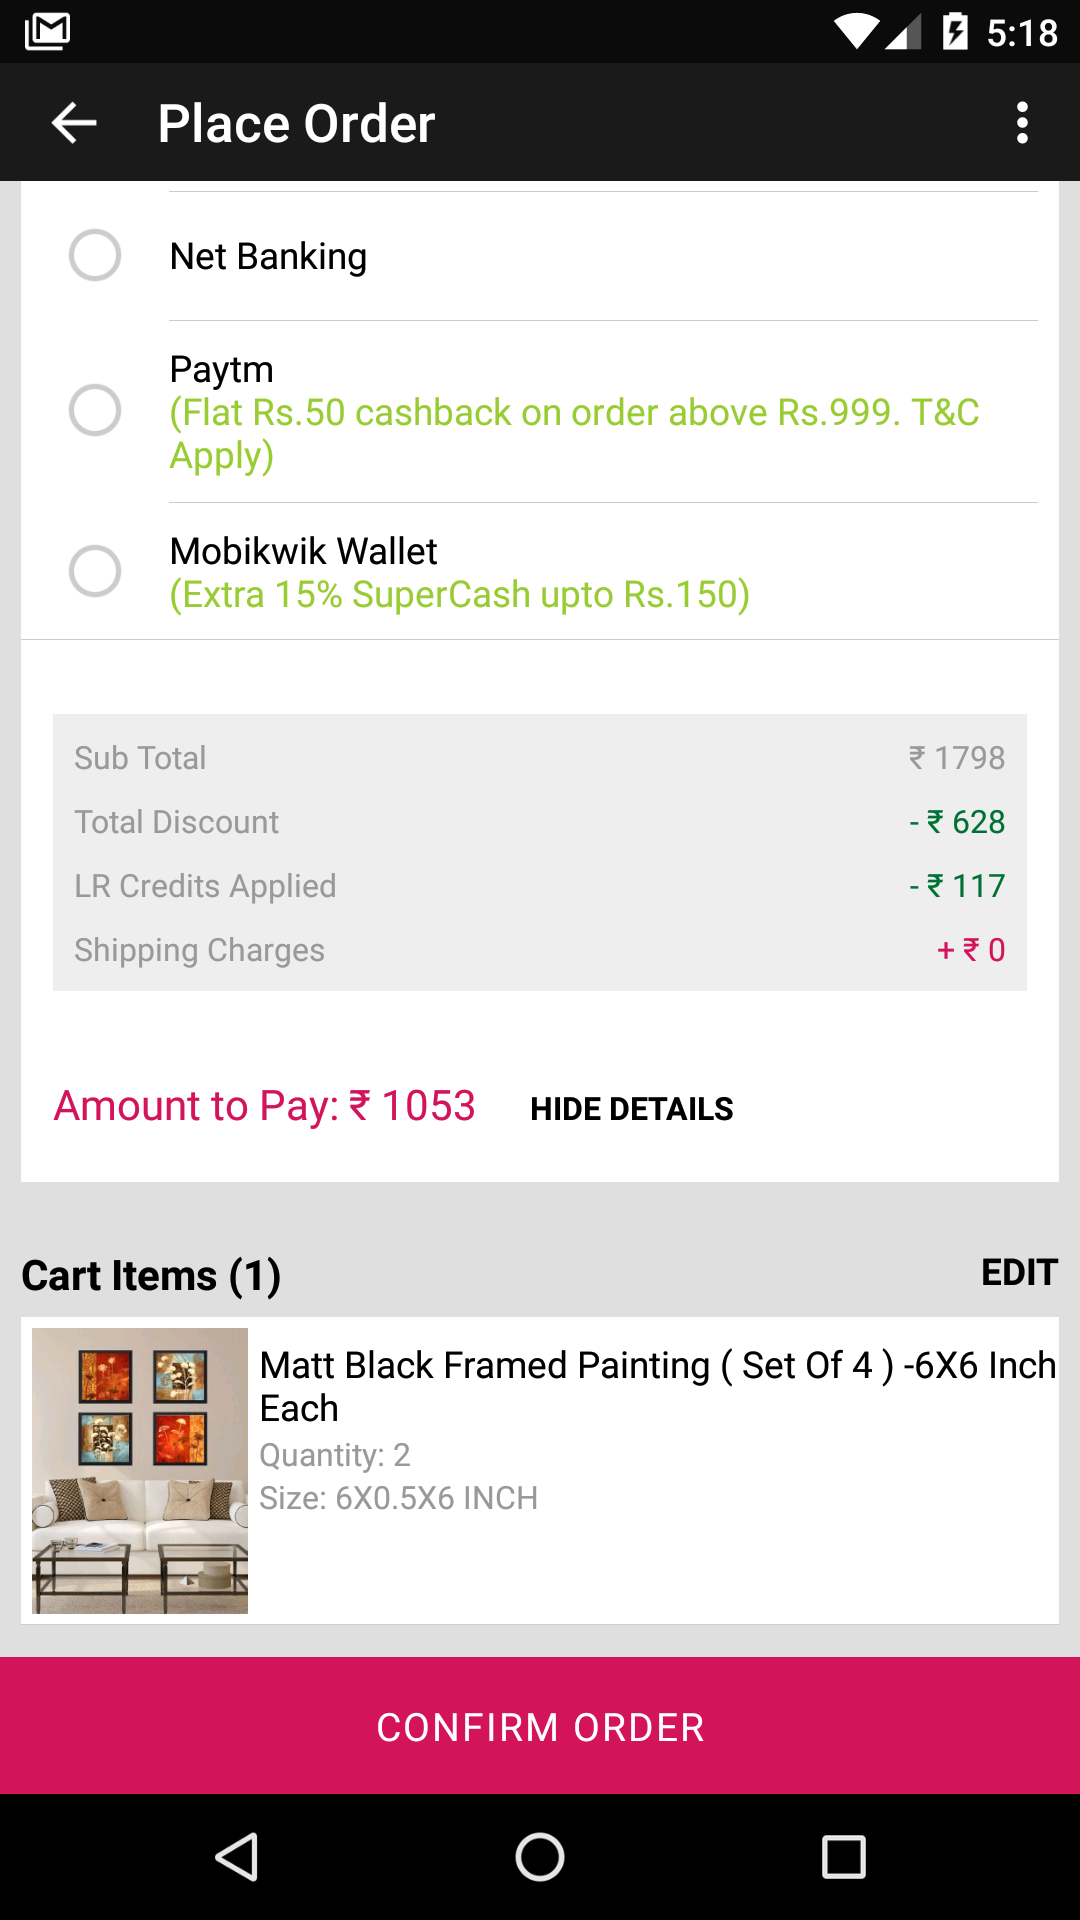 5:18
Place Order
Net Banking
Paytm
(Flat Rs.50 cashback on order above Rs.999. T&C
Apply)
Mobikwik Wallet
(Extra 15% SuperCash upto Rs.150)
Sub Total ₹ 1798
Total Discount - ₹ 628
LR Credits Applied - ₹ 117
Shipping Charges + ₹ 0
Amount to Pay: ₹ 1053 HIDE DETAILS
Cart Items (1) EDIT
Matt Black Framed Painting ( Set Of 4 ) -6X6 Inch
Each
Quantity: 2
Size: 6X0.5X6 INCH
CONFIRM ORDER